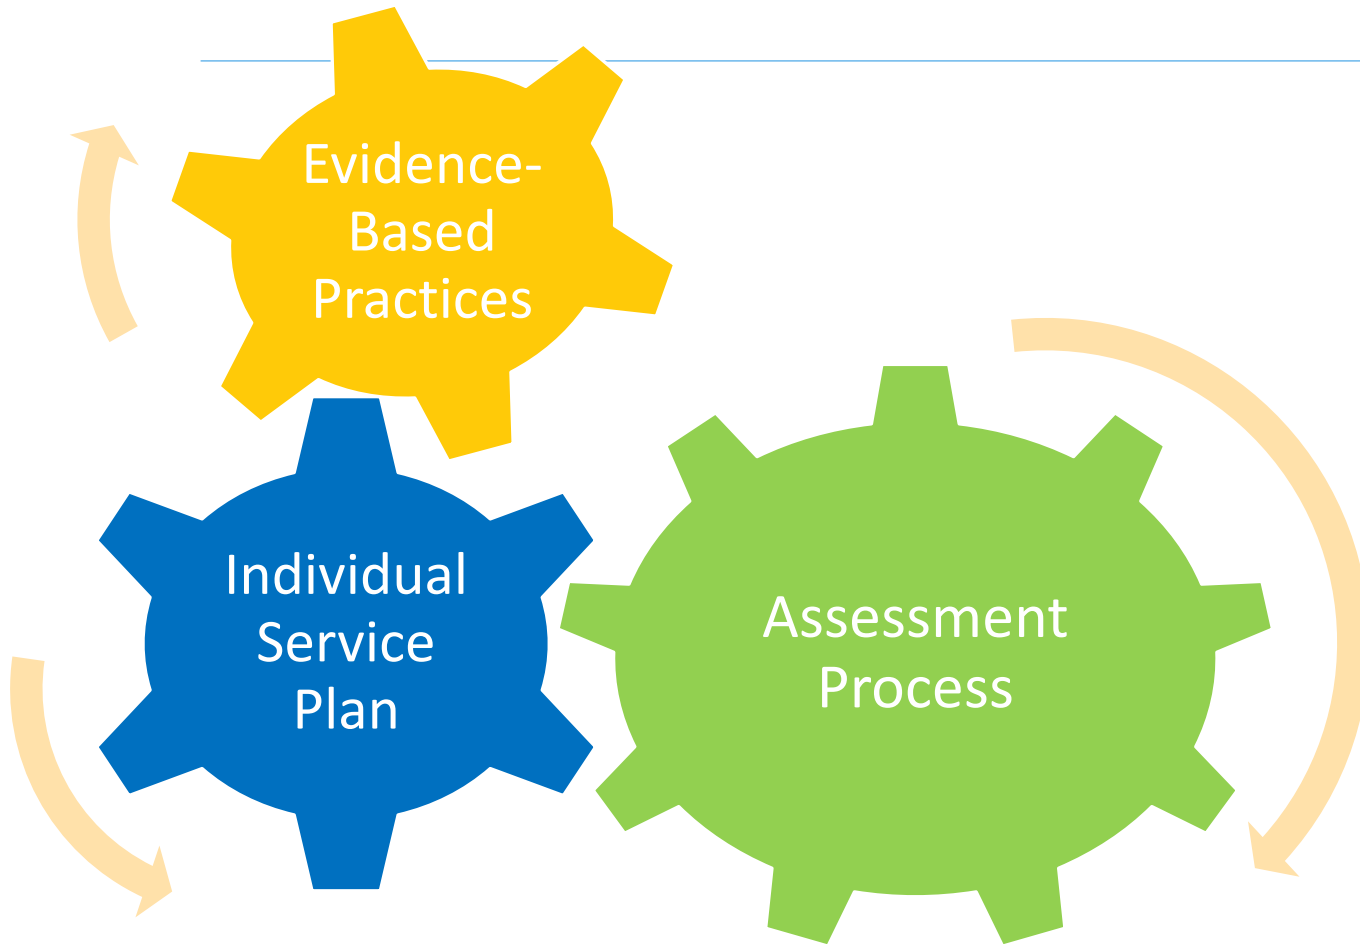 Evidence-
Based
Practices
Individual
Service
Plan
Assessment
Process